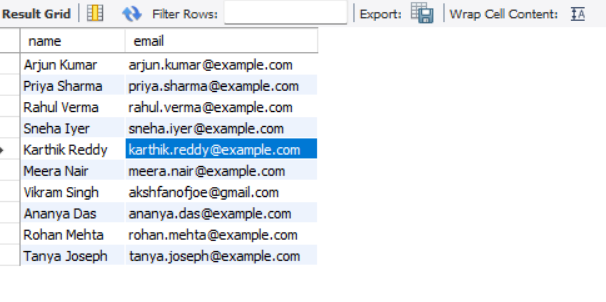 Result Grid Filter Rows: Export: Wrap Cell Content: IA
name email
Arjun Kumar arjun.kumar@example.com
Priya Sharma priya.sharma@example.com
Rahul Verma rahul.verma@example.com
Sneha Iyer sneha.iyer@example.com
Karthik Reddy karthik.reddy@example.com
Meera Nair meera.nair@example.com
Vikram Singh akshfanofjoe@gmail.com
Ananya Das ananya.das@example.com
Rohan Mehta rohan.mehta@example.com
Tanya Joseph tanya.joseph@example.com